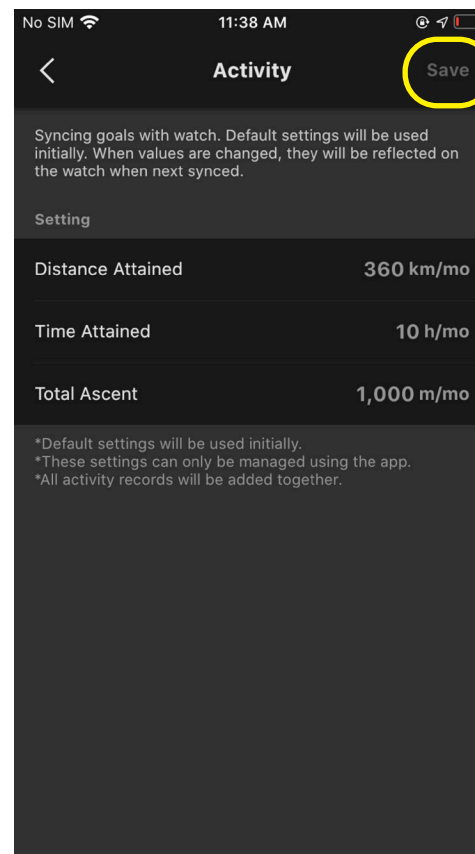 No SIM 11:38 AM
Activity Save
Syncing goals with watch. Default settings will be used
initially. When values are changed, they will be reflected on
the watch when next synced.
Setting
Distance Attained 360 km/mo
Time Attained 10 h/mo
Total Ascent 1,000 m/mo
*Default settings will be used initially.
*These settings can only be managed using the app.
*All activity records will be added together.